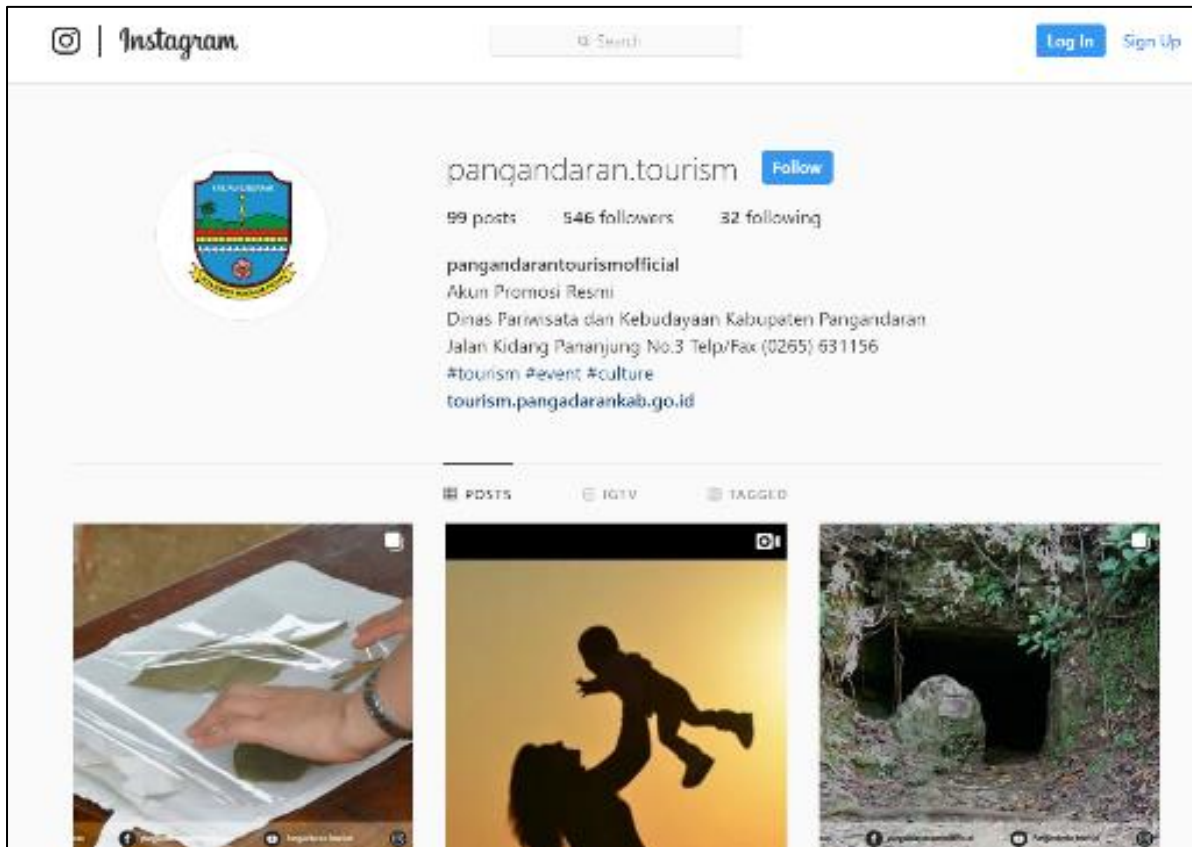 Instagram
Search
Log In
Sign Up
pangandaran.tourism
Follow
99 posts 546 followers 32 following
pangandarantourismofficial
Akun Promosi Resmi
Dinas Pariwisata dan Kebudayaan Kabupaten Pangandaran
Jalan Kidang Pananjung No.3 Telp/Fax (0265) 631156
#tourism #event #culture
tourism.pangadarankab.go.id
POSTS IGTV TAGGED